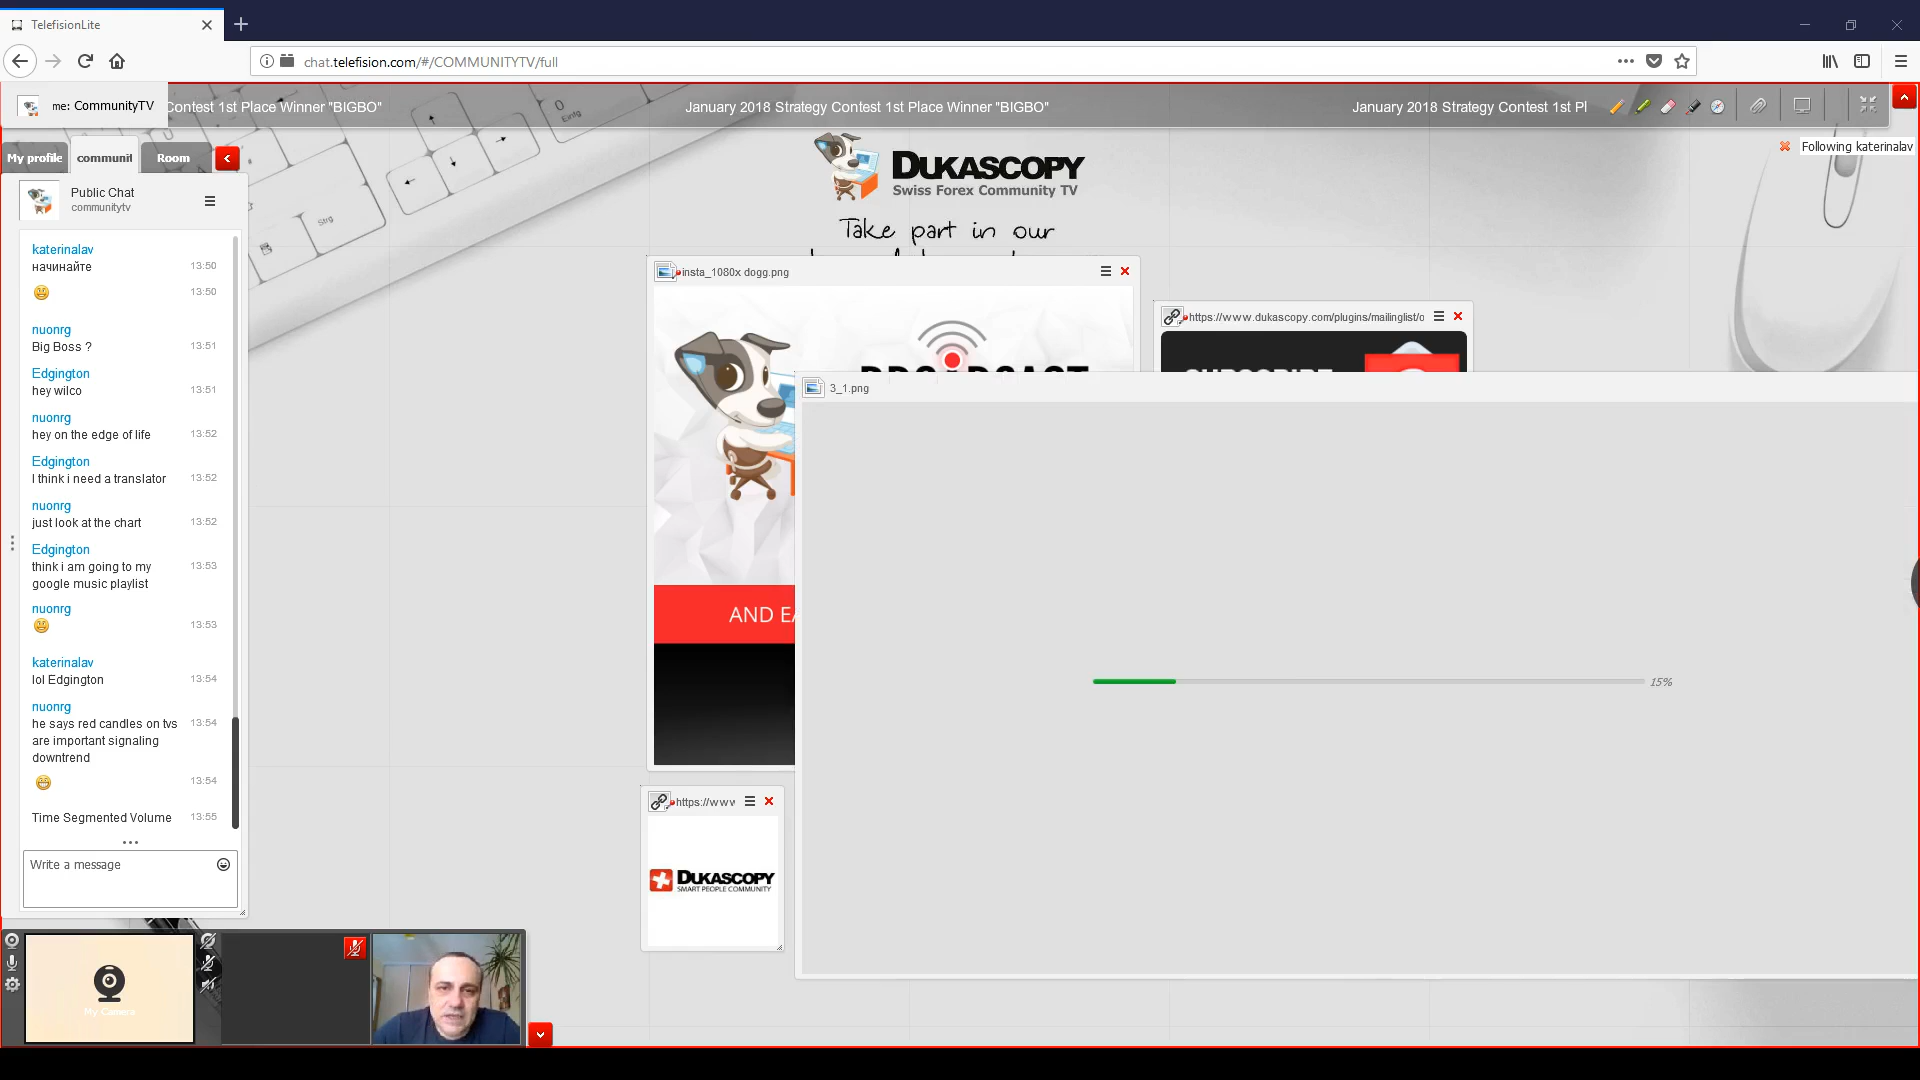 TelefisionLite
chat.telefision.com/#/COMMUNITYTV/full
me: CommunityTV
Contest 1st Place Winner "BIGBO"
January 2018 Strategy Contest 1st Place Winner "BIGBO"
January 2018 Strategy Contest 1st Pl
My profile
communit
Room
Following katerinalav
Public Chat
communitytv
DUKASCOPY
Swiss Forex Community TV
Take part in our
katerinalav
начинайте 13:50
13:50
nuonrg
Big Boss ? 13:51
Edgington
hey wilco 13:51
nuonrg
hey on the edge of life 13:52
Edgington
I think i need a translator 13:52
nuonrg
just look at the chart 13:52
Edgington
think i am going to my 13:53
google music playlist
nuonrg
13:53
katerinalav
lol Edgington 13:54
nuonrg
he says red candles on tvs 13:54
are important signaling
downtrend
13:54
Time Segmented Volume 13:55
Write a message
My Camera
insta_1080x dogg.png
AND EA
https://www.dukascopy.com/plugins/mailinglist/o
3_1.png
15%
https://www
DUKASCOPY
SMART PEOPLE COMMUNITY
Strg
Einfg